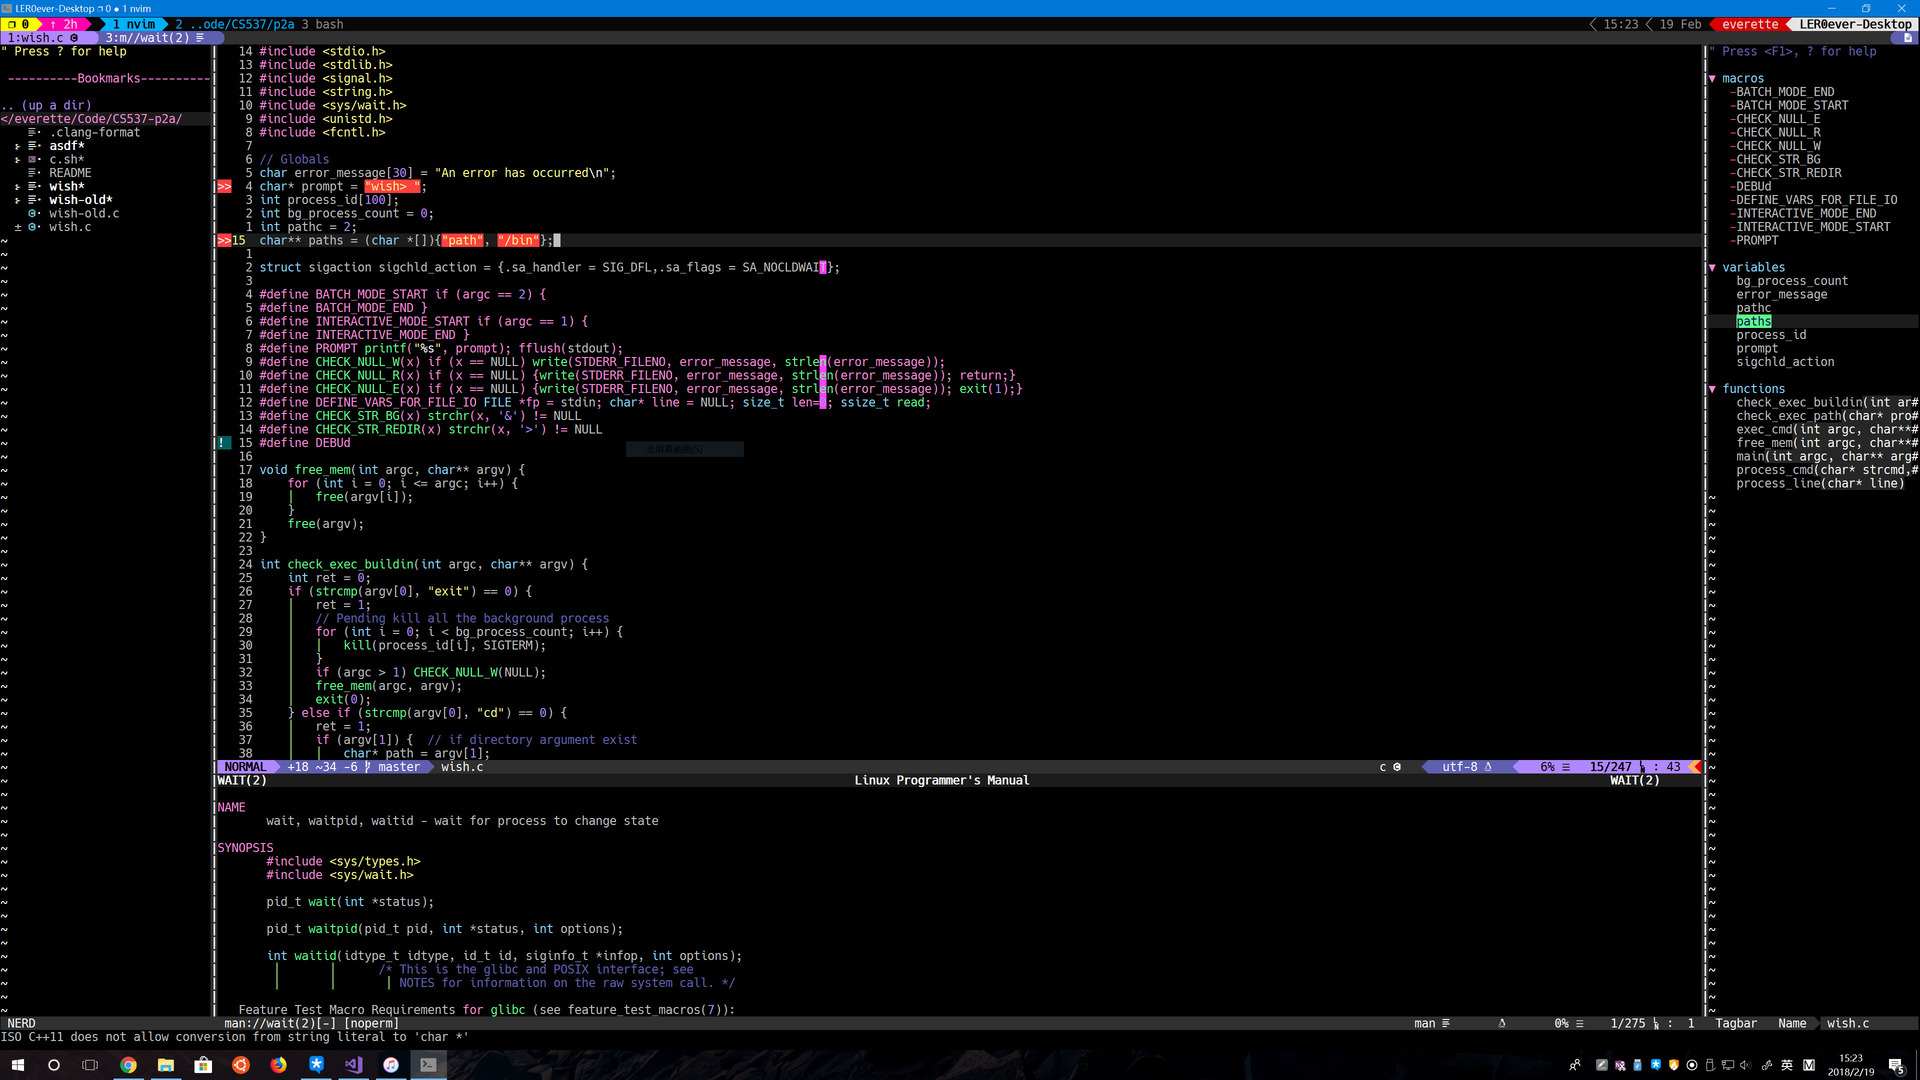 LER0ever-Desktop ❐ 0 ● 1 nvim
❐ 0 ↑ 2h 1 nvim 2 ..ode/CS537/p2a 3 bash 15:23 19 Feb everette LER0ever-Desktop
1:wish.c 3:m//wait(2)
" Press ? for help
----------Bookmarks----------
.. (up a dir)
</everette/Code/CS537-p2a/
.clang-format
asdf*
c.sh*
README
wish*
wish-old*
wish-old.c
± wish.c
14 #include <stdio.h>
13 #include <stdlib.h>
12 #include <signal.h>
11 #include <string.h>
10 #include <sys/wait.h>
9 #include <unistd.h>
8 #include <fcntl.h>
7
6 // Globals
5 char error_message[30] = "An error has occurred\n";
>> 4 char* prompt = "wish> ";
3 int process_id[100];
2 int bg_process_count = 0;
1 int pathc = 2;
>>15 char** paths = (char *[]){"path", "/bin"};
1
2 struct sigaction sigchld_action = {.sa_handler = SIG_DFL,.sa_flags = SA_NOCLDWAIT};
3
4 #define BATCH_MODE_START if (argc == 2) {
5 #define BATCH_MODE_END }
6 #define INTERACTIVE_MODE_START if (argc == 1) {
7 #define INTERACTIVE_MODE_END }
8 #define PROMPT printf("%s", prompt); fflush(stdout);
9 #define CHECK_NULL_W(x) if (x == NULL) write(STDERR_FILENO, error_message, strlen(error_message));
10 #define CHECK_NULL_R(x) if (x == NULL) {write(STDERR_FILENO, error_message, strlen(error_message)); return;}
11 #define CHECK_NULL_E(x) if (x == NULL) {write(STDERR_FILENO, error_message, strlen(error_message)); exit(1);}
12 #define DEFINE_VARS_FOR_FILE_IO FILE *fp = stdin; char* line = NULL; size_t len=0; ssize_t read;
13 #define CHECK_STR_BG(x) strchr(x, '&') != NULL
14 #define CHECK_STR_REDIR(x) strchr(x, '>') != NULL
! 15 #define DEBUd
16
17 void free_mem(int argc, char** argv) {
18 for (int i = 0; i <= argc; i++) {
19 free(argv[i]);
20 }
21 free(argv);
22 }
23
24 int check_exec_buildin(int argc, char** argv) {
25 int ret = 0;
26 if (strcmp(argv[0], "exit") == 0) {
27 ret = 1;
28 // Pending kill all the background process
29 for (int i = 0; i < bg_process_count; i++) {
30 kill(process_id[i], SIGTERM);
31 }
32 if (argc > 1) CHECK_NULL_W(NULL);
33 free_mem(argc, argv);
34 exit(0);
35 } else if (strcmp(argv[0], "cd") == 0) {
36 ret = 1;
37 if (argv[1]) { // if directory argument exist
38 char* path = argv[1];
NORMAL +18 ~34 -6 master wish.c c utf-8 6% ≡ 15/247 : 43
WAIT(2) Linux Programmer's Manual WAIT(2)
NAME
wait, waitpid, waitid - wait for process to change state
SYNOPSIS
#include <sys/types.h>
#include <sys/wait.h>
pid_t wait(int *status);
pid_t waitpid(pid_t pid, int *status, int options);
int waitid(idtype_t idtype, id_t id, siginfo_t *infop, int options);
/* This is the glibc and POSIX interface; see
NOTES for information on the raw system call. */
Feature Test Macro Requirements for glibc (see feature_test_macros(7)):
" Press <F1>, ? for help
▼ macros
-BATCH_MODE_END
-BATCH_MODE_START
-CHECK_NULL_E
-CHECK_NULL_R
-CHECK_NULL_W
-CHECK_STR_BG
-CHECK_STR_REDIR
-DEBUd
-DEFINE_VARS_FOR_FILE_IO
-INTERACTIVE_MODE_END
-INTERACTIVE_MODE_START
-PROMPT
▼ variables
bg_process_count
error_message
pathc
paths
process_id
prompt
sigchld_action
▼ functions
check_exec_buildin(int ar#
check_exec_path(char* pro#
exec_cmd(int argc, char**#
free_mem(int argc, char**#
main(int argc, char** arg#
process_cmd(char* strcmd,#
process_line(char* line)
NERD man://wait(2)[-] [noperm] man 0% ≡ 1/275 : 1 Tagbar Name wish.c
ISO C++11 does not allow conversion from string literal to 'char *'
英 M 15:23
2018/2/19 5